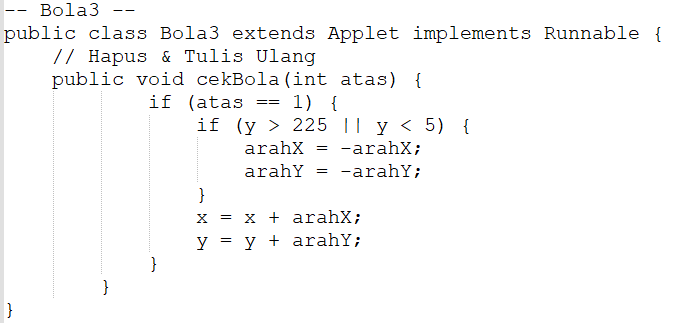 -- Bola3 --
public class Bola3 extends Applet implements Runnable {
// Hapus & Tulis Ulang
public void cekBola(int atas) {
if (atas == 1) {
if (y > 225 || y < 5) {
arahX = -arahX;
arahY = -arahY;
}
x = x + arahX;
y = y + arahY;
}
}
}